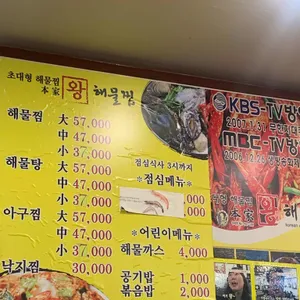 초대형 해물찜
本家 왕 해물찜
해물찜 大 57,000
中 47,000
小 37,000
해물탕 大 57,000
中 47,000
小 37,000
아구찜 大 57,000
中 47,000
小 37,000
낙지찜 30,000
점심식사 3시까지
※점심메뉴※
※어린이메뉴※
해물까스 4,000
공기밥 1,000
볶음밥 2,000
KBS-TV방
MBC-TV방
本家